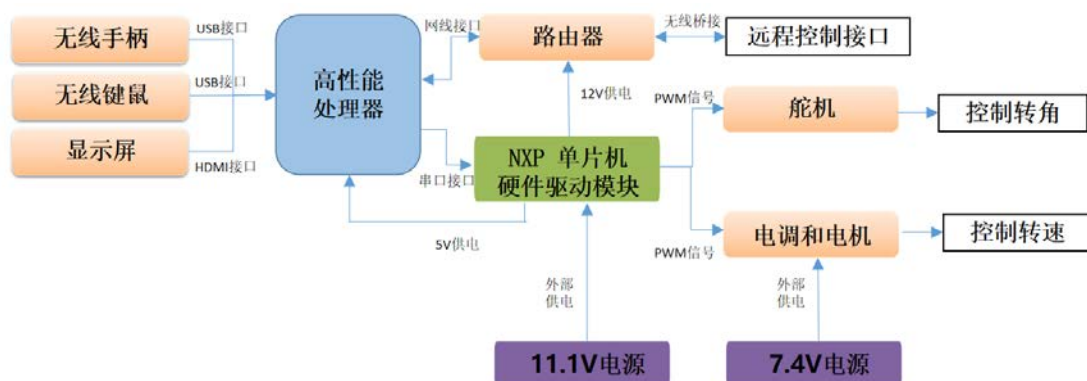 无线手柄
USB接口
无线键鼠
USB接口
显示屏
HDMI接口
高性能
处理器
网线接口
路由器
无线桥接
远程控制接口
12V供电
串口接口
5V供电
NXP 单片机
硬件驱动模块
PWM信号
舵机
控制转角
PWM信号
电调和电机
控制转速
外部
供电
外部
供电
11.1V电源
7.4V电源